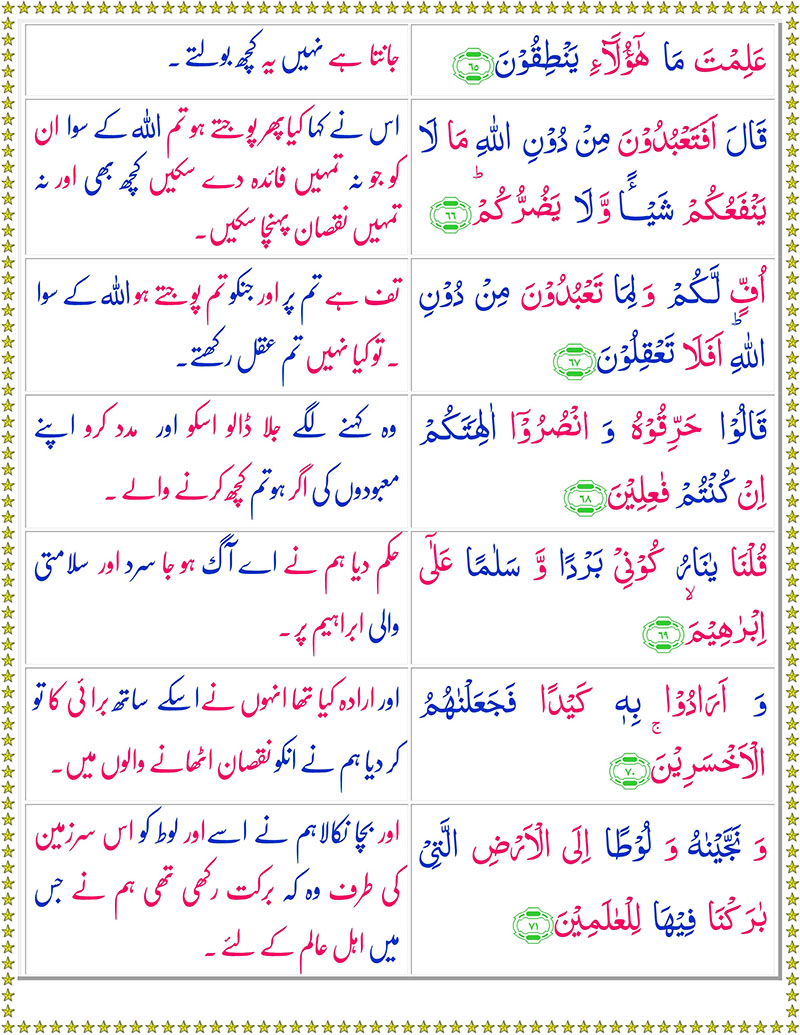 عَلِمْتَ مَا هٰٓؤُلَآءِ يَنْطِقُوْنَ ﴿٦٥﴾
جانتا ہے نہیں یہ کچھ بولتے ۔
قَالَ اَفَتَعْبُدُوْنَ مِنْ دُوْنِ اللّٰهِ مَا لَا
يَنْفَعُكُمْ شَيْـًٔا وَّ لَا يَضُرُّكُمْ ؕ ﴿٦٦﴾
اس نے کہا کیا پھر پوجتے ہو تم اللہ کے سوا ان
کو جو نہ تمہیں فائدہ دے سکیں کچھ بھی اور نہ
تمہیں نقصان پہنچا سکیں۔
اُفٍّ لَّكُمْ وَ لِمَا تَعْبُدُوْنَ مِنْ دُوْنِ
اللّٰهِ ؕ اَفَلَا تَعْقِلُوْنَ ﴿٦٧﴾
تف ہے تم پر اور جنکو تم پوجتے ہو اللہ کے سوا
۔ تو کیا نہیں تم عقل رکھتے۔
قَالُوْا حَرِّقُوْهُ وَ انْصُرُوْۤا اٰلِهَتَكُمْ
اِنْ كُنْتُمْ فٰعِلِيْنَ ﴿٦٨﴾
وہ کہنے لگے جلا ڈالو اسکو اور مدد کرو اپنے
معبودوں کی اگر ہو تم کچھ کرنے والے ۔
قُلْنَا يٰنَارُ كُوْنِيْ بَرْدًا وَّ سَلٰمًا عَلٰٓى
اِبْرٰهِيْمَ ۙ ﴿٦٩﴾
حکم دیا ہم نے اے آگ ہو جا سرد اور سلامتی
والی ابراہیم پر۔
وَ اَرَادُوْا بِهٖ كَيْدًا فَجَعَلْنٰهُمُ
الْاَخْسَرِيْنَ ۚ ﴿٧٠﴾
اور ارادہ کیا تھا انہوں نے اسکے ساتھ برائی کا تو
کر دیا ہم نے انکو نقصان اٹھانے والوں میں۔
وَ نَجَّيْنٰهُ وَ لُوْطًا اِلَى الْاَرْضِ الَّتِيْ
بٰرَكْنَا فِيْهَا لِلْعٰلَمِيْنَ ﴿٧١﴾
اور بچا نکالا ہم نے اسے اور لوط کو اس سرزمین
کی طرف وہ کہ برکت رکھی تھی ہم نے جس
میں اہل عالم کے لئے ۔